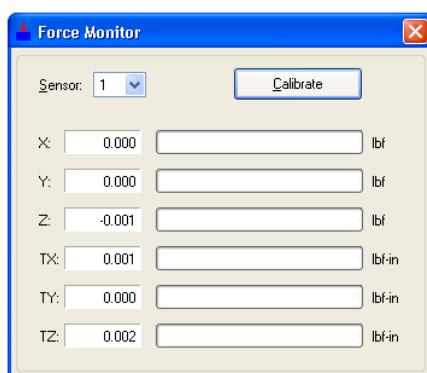 Force Monitor
Sensor: 1 Calibrate
X: 0.000 lbf
Y: 0.000 lbf
Z: -0.001 lbf
TX: 0.001 lbf-in
TY: 0.000 lbf-in
TZ: 0.002 lbf-in